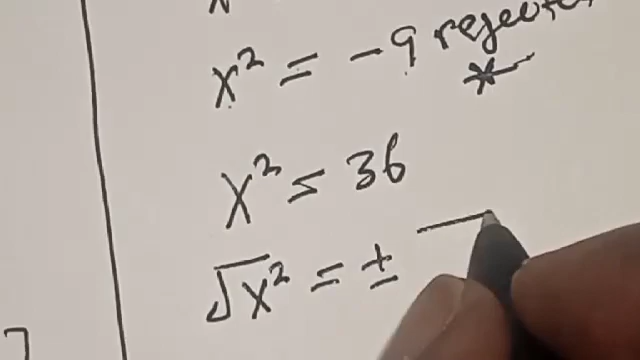 x² = -9 rejected
*
x² = 36
√x² = ±